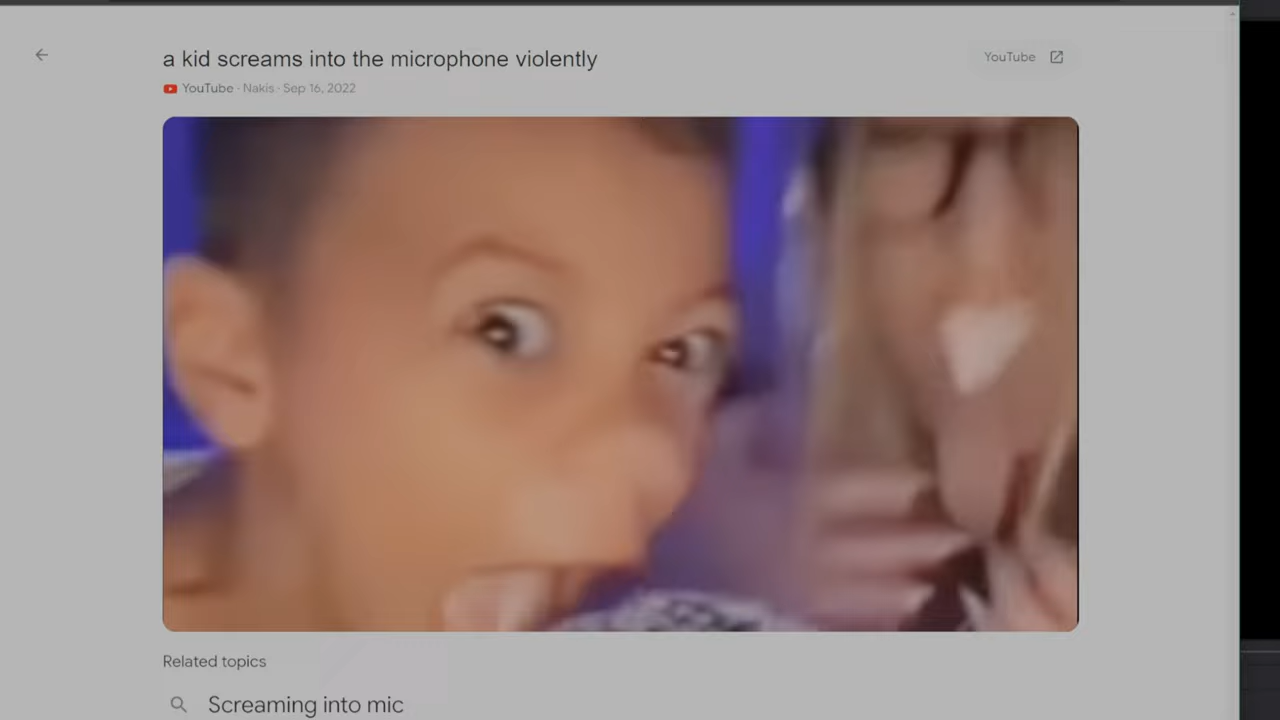 a kid screams into the microphone violently
YouTube
YouTube · Nakis · Sep 16, 2022
Related topics
Screaming into mic